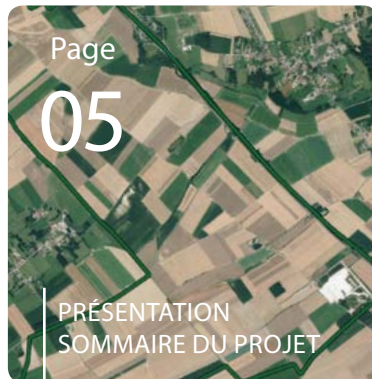 Page
05
PRÉSENTATION
SOMMAIRE DU PROJET